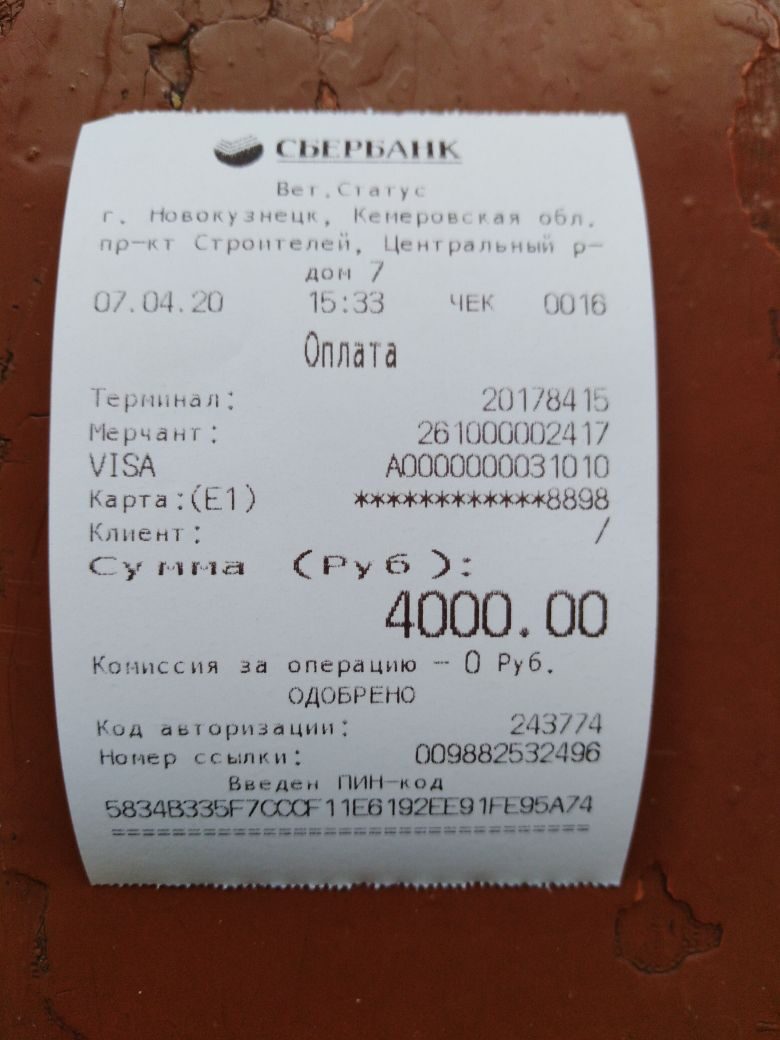 СБЕРБАНК
Вет.Статус
г. Новокузнецк, Кемеровская обл.
пр-кт Строителей, Центральный р-
дом 7
07.04.20 15:33 ЧЕК 0016
Оплата
Терминал: 20178415
Мерчант: 261000002417
VISA A0000000031010
Карта:(E1) ************8898
Клиент: /
Сумма (Руб):
4000.00
Комиссия за операцию - 0 Руб.
ОДОБРЕНО
Код авторизации: 243774
Номер ссылки: 009882532496
Введен ПИН-код
5834B335F7CCCF11E6192EE91FE95A74
================================